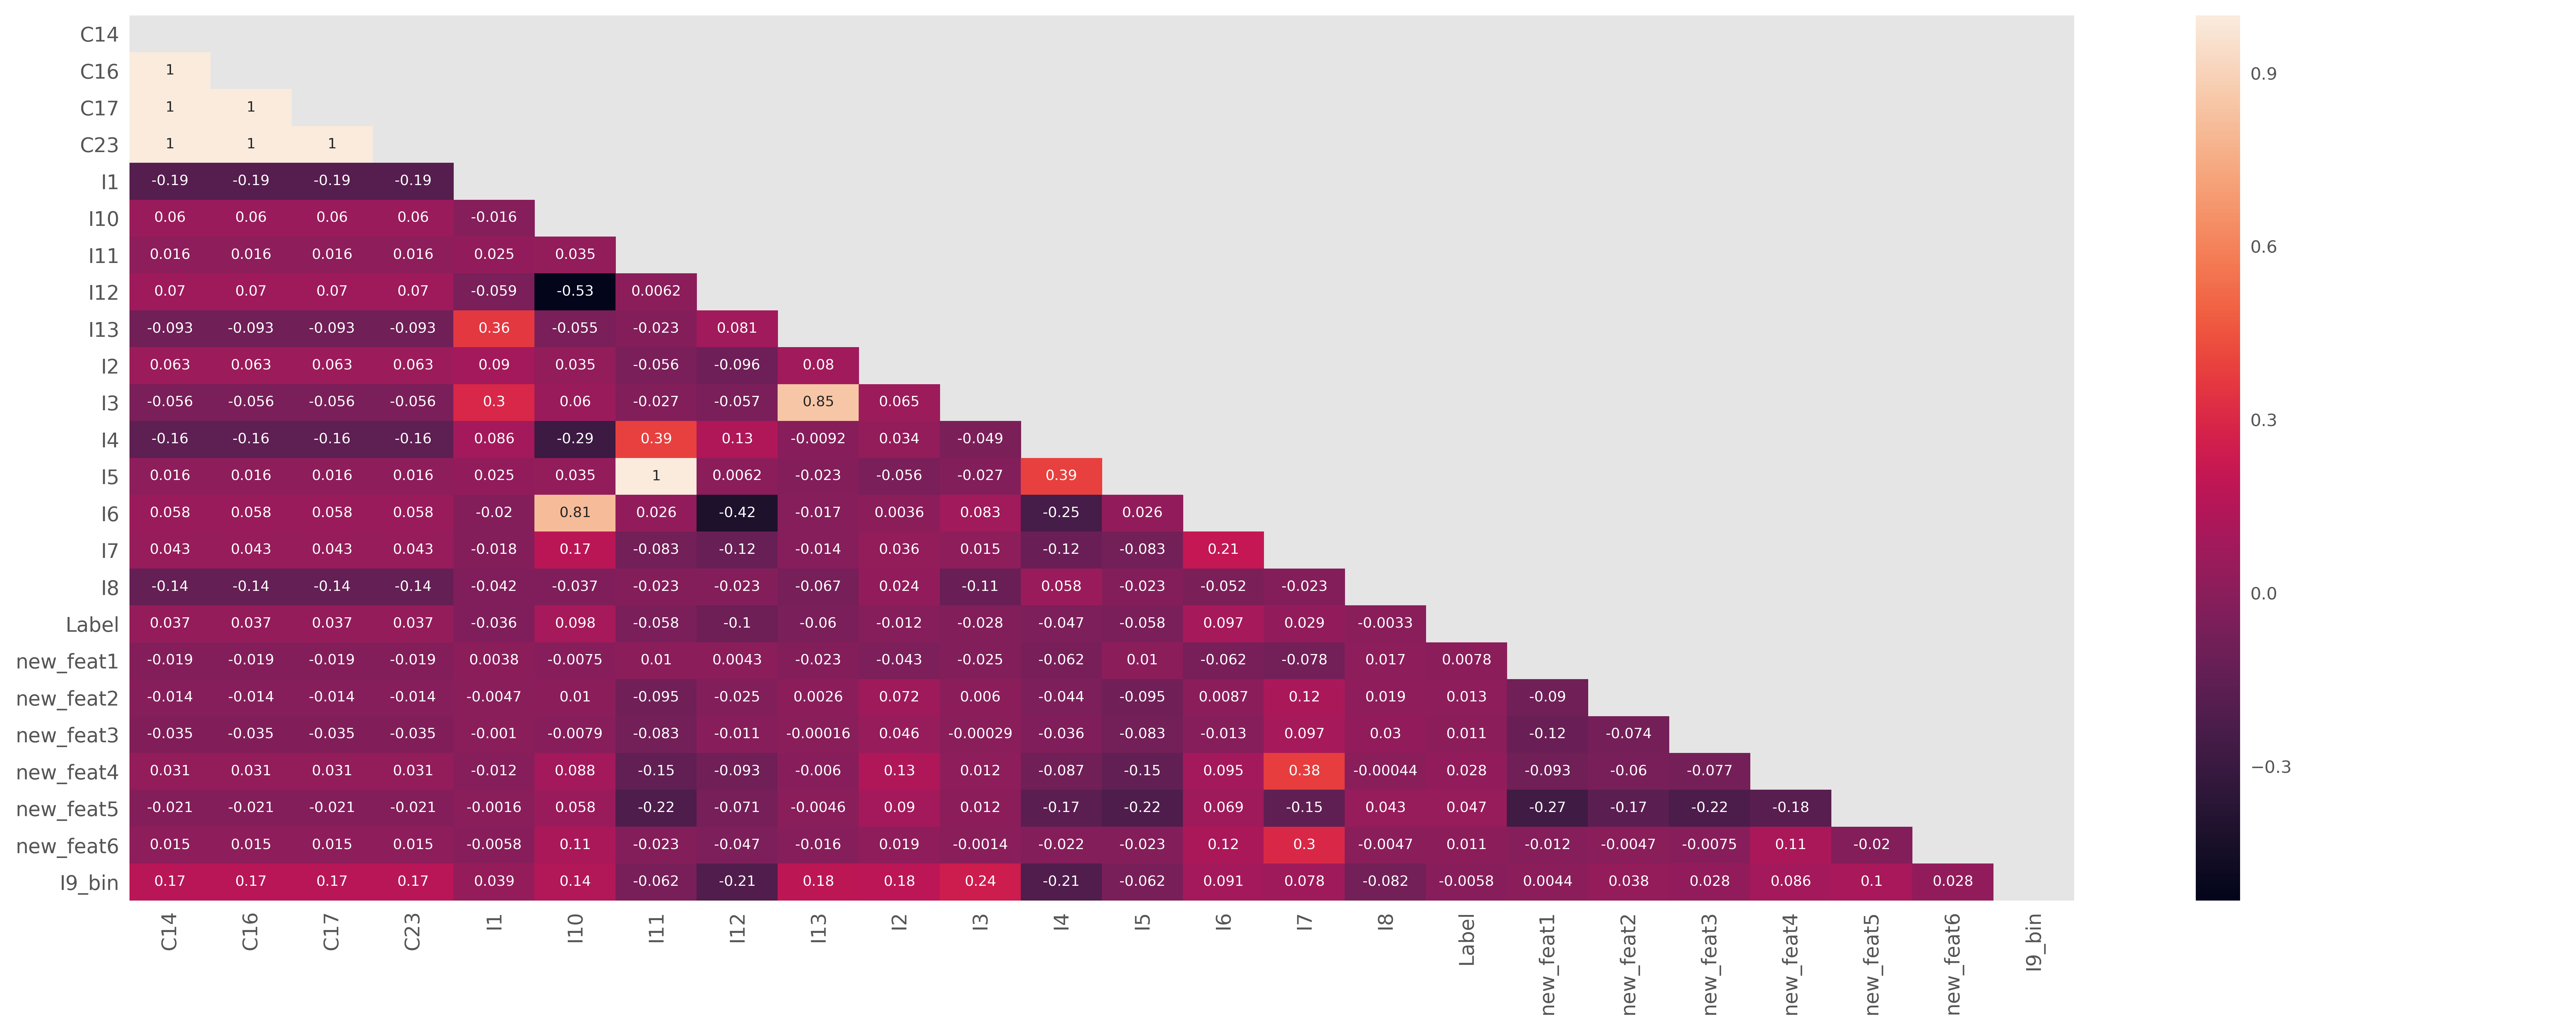 C14
C16 1
C17 1 1
C23 1 1 1
I1 -0.19 -0.19 -0.19 -0.19
I10 0.06 0.06 0.06 0.06 -0.016
I11 0.016 0.016 0.016 0.016 0.025 0.035
I12 0.07 0.07 0.07 0.07 -0.059 -0.53 0.0062
I13 -0.093 -0.093 -0.093 -0.093 0.36 -0.055 -0.023 0.081
I2 0.063 0.063 0.063 0.063 0.09 0.035 -0.056 -0.096 0.08
I3 -0.056 -0.056 -0.056 -0.056 0.3 0.06 -0.027 -0.057 0.85 0.065
I4 -0.16 -0.16 -0.16 -0.16 0.086 -0.29 0.39 0.13 -0.0092 0.034 -0.049
I5 0.016 0.016 0.016 0.016 0.025 0.035 1 0.0062 -0.023 -0.056 -0.027 0.39
I6 0.058 0.058 0.058 0.058 -0.02 0.81 0.026 -0.42 -0.017 0.0036 0.083 -0.25 0.026
I7 0.043 0.043 0.043 0.043 -0.018 0.17 -0.083 -0.12 -0.014 0.036 0.015 -0.12 -0.083 0.21
I8 -0.14 -0.14 -0.14 -0.14 -0.042 -0.037 -0.023 -0.023 -0.067 0.024 -0.11 0.058 -0.023 -0.052 -0.023
Label 0.037 0.037 0.037 0.037 -0.036 0.098 -0.058 -0.1 -0.06 -0.012 -0.028 -0.047 -0.058 0.097 0.029 -0.0033
new_feat1 -0.019 -0.019 -0.019 -0.019 0.0038 -0.0075 0.01 0.0043 -0.023 -0.043 -0.025 -0.062 0.01 -0.062 -0.078 0.017 0.0078
new_feat2 -0.014 -0.014 -0.014 -0.014 -0.0047 0.01 -0.095 -0.025 0.0026 0.072 0.006 -0.044 -0.095 0.0087 0.12 0.019 0.013 -0.09
new_feat3 -0.035 -0.035 -0.035 -0.035 -0.001 -0.0079 -0.083 -0.011 -0.00016 0.046 -0.00029 -0.036 -0.083 -0.013 0.097 0.03 0.011 -0.12 -0.074
new_feat4 0.031 0.031 0.031 0.031 -0.012 0.088 -0.15 -0.093 -0.006 0.13 0.012 -0.087 -0.15 0.095 0.38 -0.00044 0.028 -0.093 -0.06 -0.077
new_feat5 -0.021 -0.021 -0.021 -0.021 -0.0016 0.058 -0.22 -0.071 -0.0046 0.09 0.012 -0.17 -0.22 0.069 -0.15 0.043 0.047 -0.27 -0.17 -0.22 -0.18
new_feat6 0.015 0.015 0.015 0.015 -0.0058 0.11 -0.023 -0.047 -0.016 0.019 -0.0014 -0.022 -0.023 0.12 0.3 -0.0047 0.011 -0.012 -0.0047 -0.0075 0.11 -0.02
I9_bin 0.17 0.17 0.17 0.17 0.039 0.14 -0.062 -0.21 0.18 0.18 0.24 -0.21 -0.062 0.091 0.078 -0.082 -0.0058 0.0044 0.038 0.028 0.086 0.1 0.028
C14 C16 C17 C23 I1 I10 I11 I12 I13 I2 I3 I4 I5 I6 I7 I8 Label new_feat1 new_feat2 new_feat3 new_feat4 new_feat5 new_feat6 I9_bin
0.9
0.6
0.3
0.0
−0.3